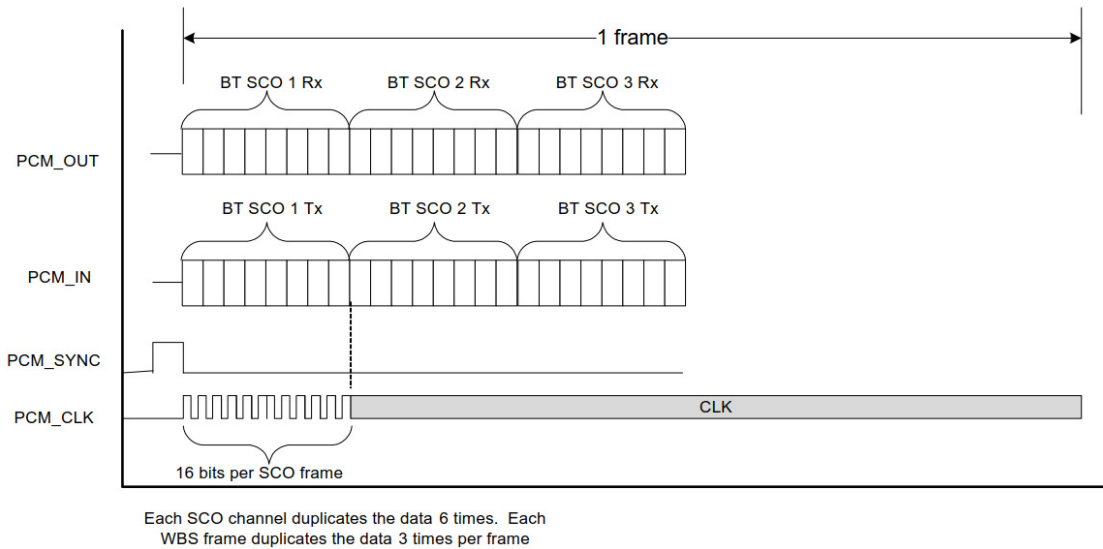 1 frame
BT SCO 1 Rx BT SCO 2 Rx BT SCO 3 Rx
PCM_OUT
BT SCO 1 Tx BT SCO 2 Tx BT SCO 3 Tx
PCM_IN
PCM_SYNC
PCM_CLK
CLK
16 bits per SCO frame
Each SCO channel duplicates the data 6 times. Each
WBS frame duplicates the data 3 times per frame